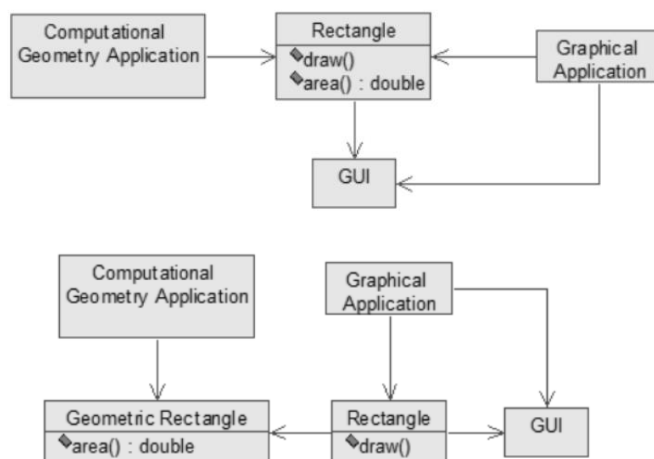 Computational
Geometry Application
Rectangle
draw()
area() : double
Graphical
Application
GUI
Computational
Geometry Application
Graphical
Application
Geometric Rectangle
area() : double
Rectangle
draw()
GUI